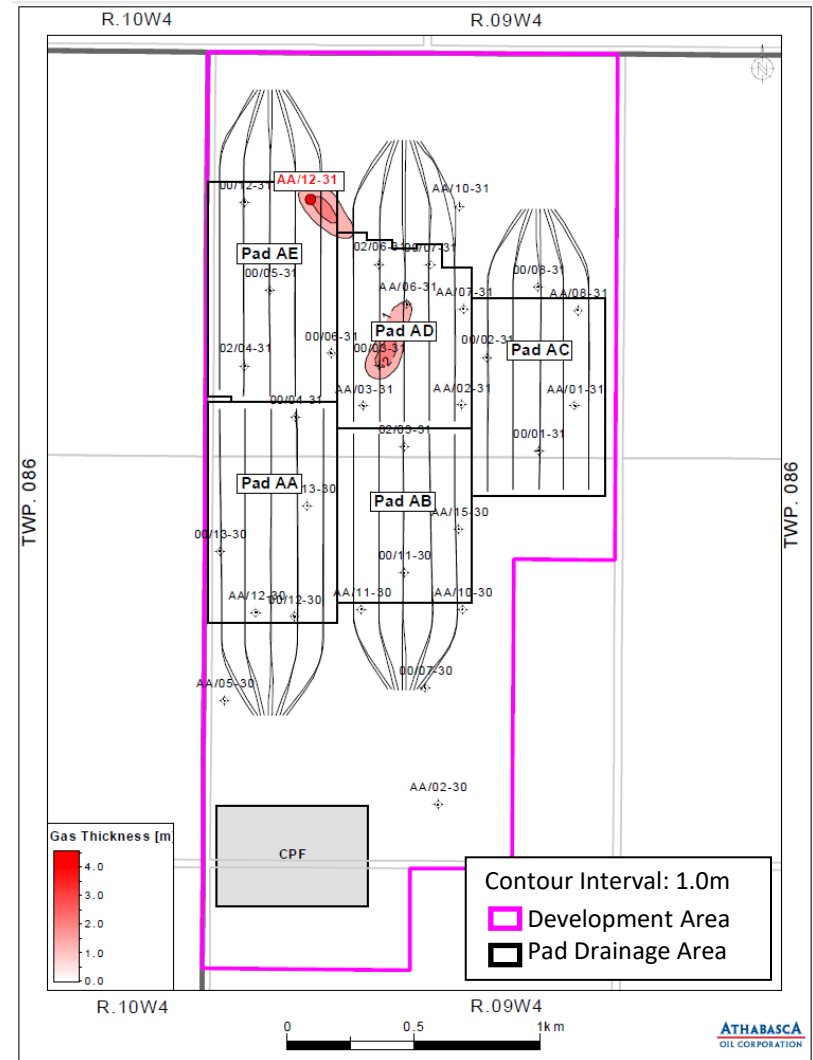 R.10W4
R.09W4
N
AA/12-31
00/12-31
AA/10-31
Pad AE
02/06-31
00/07-31
00/05-31
00/08-31
AA/06-31
AA/07-31
AA/08-31
1
Pad AD
00/06-31
02/04-31
00/03-31
2
00/02-31
Pad AC
AA/03-31
AA/02-31
AA/01-31
00/04-31
02/03-31
00/01-31
TWP. 086
TWP. 086
Pad AA
13-30
Pad AB
AA/15-30
00/13-30
00/11-30
AA/12-30
00/12-30
AA/11-30
AA/10-30
AA/05-30
00/07-30
AA/02-30
Gas Thickness [m]
4.0
3.0
2.0
1.0
0.0
CPF
Contour Interval: 1.0m
Development Area
Pad Drainage Area
R.10W4
R.09W4
0
0.5
1km
ATHABASCA
OIL CORPORATION